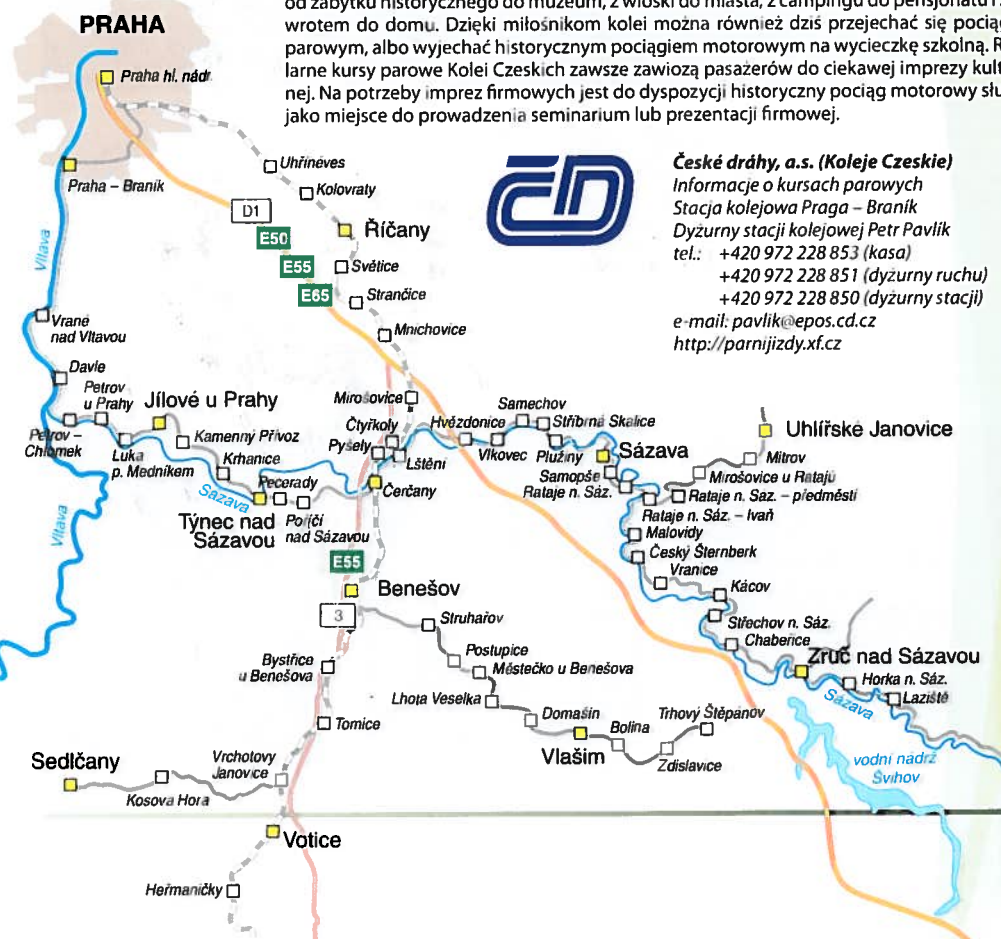 od zabytku historycznego do muzeum, z wioski do miasta, z campingu do pensjonatu i
wrotem do domu. Dzięki miłośnikom kolei można również dziś przejechać się pocią
parowym, albo wyjechać historycznym pociągiem motorowym na wycieczkę szkolną. R
larne kursy parowe Kolei Czeskich zawsze zawiozą pasażerów do ciekawej imprezy kult
nej. Na potrzeby imprez firmowych jest do dyspozycji historyczny pociąg motorowy słu
jako miejsce do prowadzenia seminarium lub prezentacji firmowej.
ČD
České dráhy, a.s. (Koleje Czeskie)
Informacje o kursach parowych
Stacja kolejowa Praga – Braník
Dyżurny stacji kolejowej Petr Pavlík
tel.: +420 972 228 853 (kasa)
+420 972 228 851 (dyżurny ruchu)
+420 972 228 850 (dyżurny stacji)
e-mail: pavlik@epos.cd.cz
http://parnijizdy.xf.cz
PRAHA
Praha hl. nádr.
Praha – Braník
Uhříněves
Kolovraty
D1
Říčany
E50
E55
E65
Světice
Strančice
Mnichovice
Vltava
Vrané
nad Vltavou
Davle
Petrov
u Prahy
Petrov –
Chlomek
Jílové u Prahy
Luka
p. Medníkem
Kamenný Přívoz
Krhanice
Sázava
Týnec nad
Sázavou
Pecerady
Poříčí
nad Sázavou
Vltava
Mirošovice
Čtyřkoly
Pyšely
Lštění
Čerčany
Hvězdonice
Vlkovec
Samechov
Plužiny
Stříbrná Skalice
Sázava
Samopše
Rataje n. Sáz.
Uhlířské Janovice
Mitrov
Mirošovice u Ratajů
Rataje n. Sáz. – předměstí
Rataje n. Sáz. – Ivaň
Malovidy
Český Šternberk
Vranice
Kácov
Střechov n. Sáz.
Chabeřice
Zruč nad Sázavou
Horka n. Sáz.
Laziště
Sázava
vodní nádrž
Švihov
E55
Benešov
3
Struhařov
Postupice
Městečko u Benešova
Lhota Veselka
Domašín
Vlašim
Bolina
Trhový Štěpánov
Zdislavice
Bystřice
u Benešova
Tomice
Vrchotovy
Janovice
Sedlčany
Kosova Hora
Votice
Heřmaničky